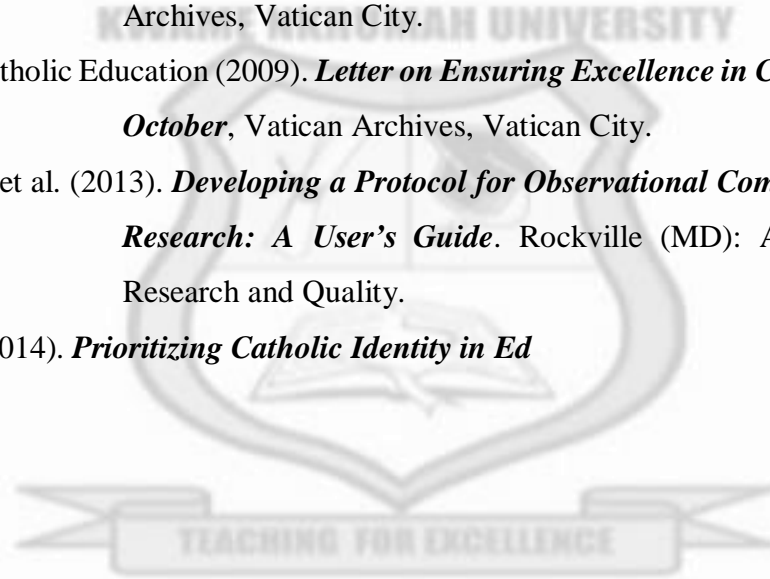 Archives, Vatican City.
tholic Education (2009). Letter on Ensuring Excellence in C
October, Vatican Archives, Vatican City.
et al. (2013). Developing a Protocol for Observational Com
Research: A User’s Guide. Rockville (MD): A
Research and Quality.
014). Prioritizing Catholic Identity in Ed
UNIVERSITY
TEACHING FOR EXCELLENCE